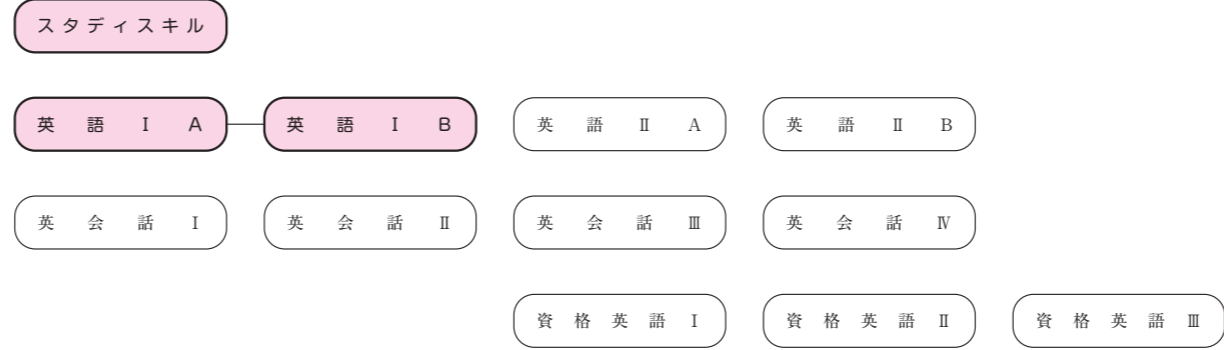 スタディスキル
英語ⅠA 英語ⅠB 英語ⅡA 英語ⅡB
英会話Ⅰ 英会話Ⅱ 英会話Ⅲ 英会話Ⅳ
資格英語Ⅰ 資格英語Ⅱ 資格英語Ⅲ